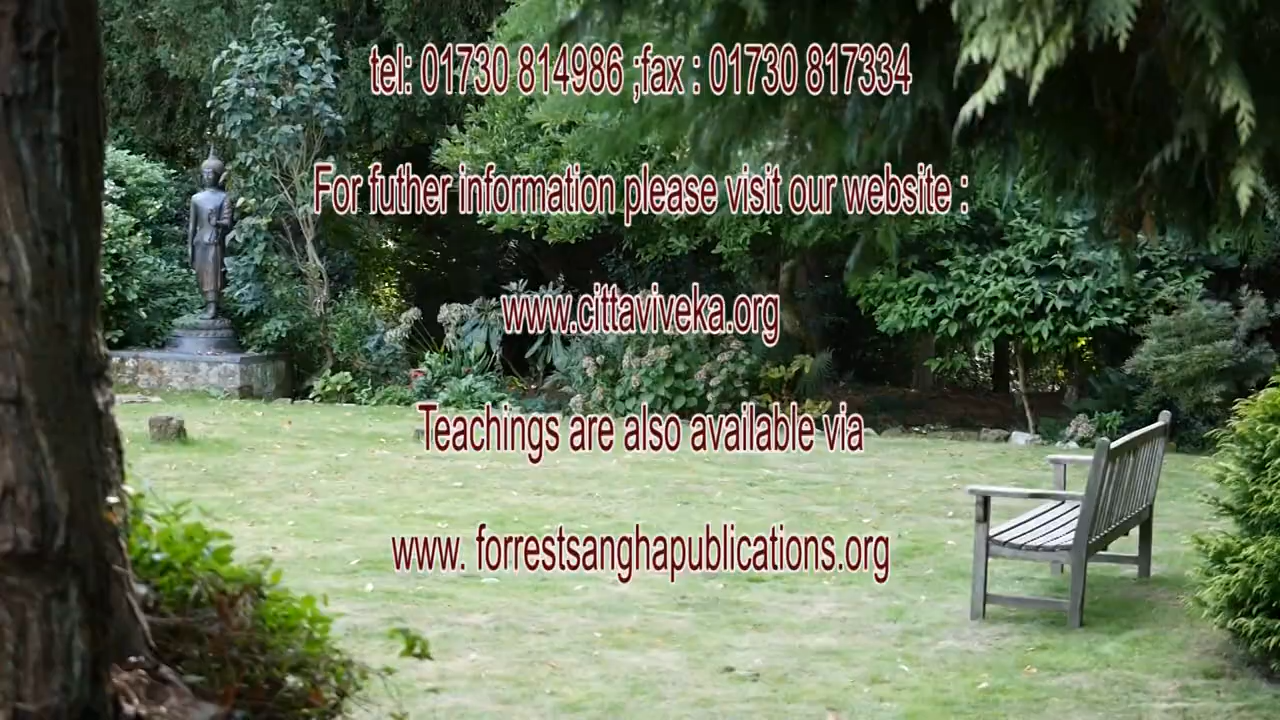 tel: 01730 814986 ;fax : 01730 817334
For futher information please visit our website :
www.cittaviveka.org
Teachings are also available via
www. forrestsanghapublications.org